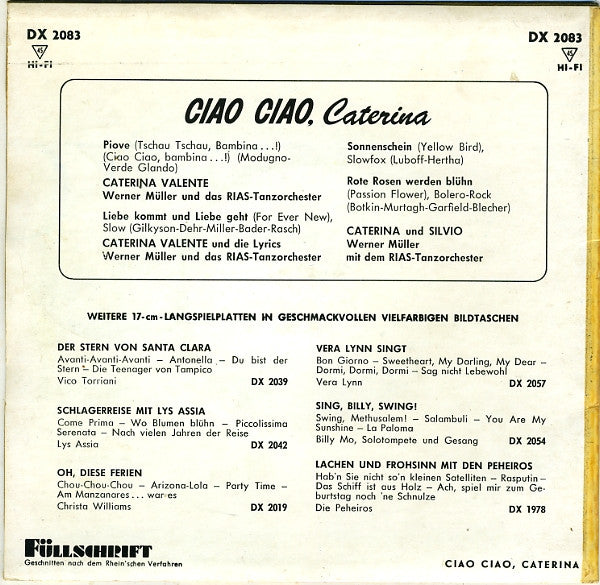 DX 2083
DX 2083
45
45
HI-FI
HI-FI
CIAO CIAO, Caterina
Piove (Tschau Tschau, Bambina...!)
(Ciao Ciao, bambina...!) (Modugno-
Verde Glando)
CATERINA VALENTE
Werner Müller und das RIAS-Tanzorchester
Liebe kommt und Liebe geht (For Ever New),
Slow (Gilkyson-Dehr-Miller-Bader-Rasch)
CATERINA VALENTE und die Lyrics
Werner Müller und das RIAS-Tanzorchester
Sonnenschein (Yellow Bird),
Slowfox (Luboff-Hertha)
Rote Rosen werden blühn
(Passion Flower), Bolero-Rock
(Botkin-Murtagh-Garfield-Blecher)
CATERINA und SILVIO
Werner Müller
mit dem RIAS-Tanzorchester
WEITERE 17-cm-LANGSPIELPLATTEN IN GESCHMACKVOLLEN VIELFARBIGEN BILDTASCHEN
DER STERN VON SANTA CLARA
Avanti-Avanti-Avanti – Antonella – Du bist der
Stern – Die Teenager von Tampico
Vico Torriani DX 2039
SCHLAGERREISE MIT LYS ASSIA
Come Prima – Wo Blumen blühn – Piccolissima
Serenata – Nach vielen Jahren der Reise
Lys Assia DX 2042
OH, DIESE FERIEN
Chou-Chou-Chou – Arizona-Lola – Party Time –
Am Manzanares... war es
Christa Williams DX 2019
VERA LYNN SINGT
Bon Giorno – Sweetheart, My Darling, My Dear –
Dormi, Dormi, Dormi – Sag nicht Lebewohl
Vera Lynn DX 2057
SING, BILLY, SWING!
Swing, Methusalem! – Salambuli – You Are My
Sunshine – La Paloma
Billy Mo, Solotompete und Gesang DX 2054
LACHEN UND FROHSINN MIT DEN PEHEIROS
Hab'n Sie nicht so'n kleinen Satelliten – Rasputin –
Das Schiff ist aus Holz – Ach, spiel mir zum Ge-
burtstag noch 'ne Schnulze
Die Peheiros DX 1978
FÜLLSCHRIFT
Geschnitten nach dem Rhein'schen Verfahren
CIAO CIAO, CATERINA